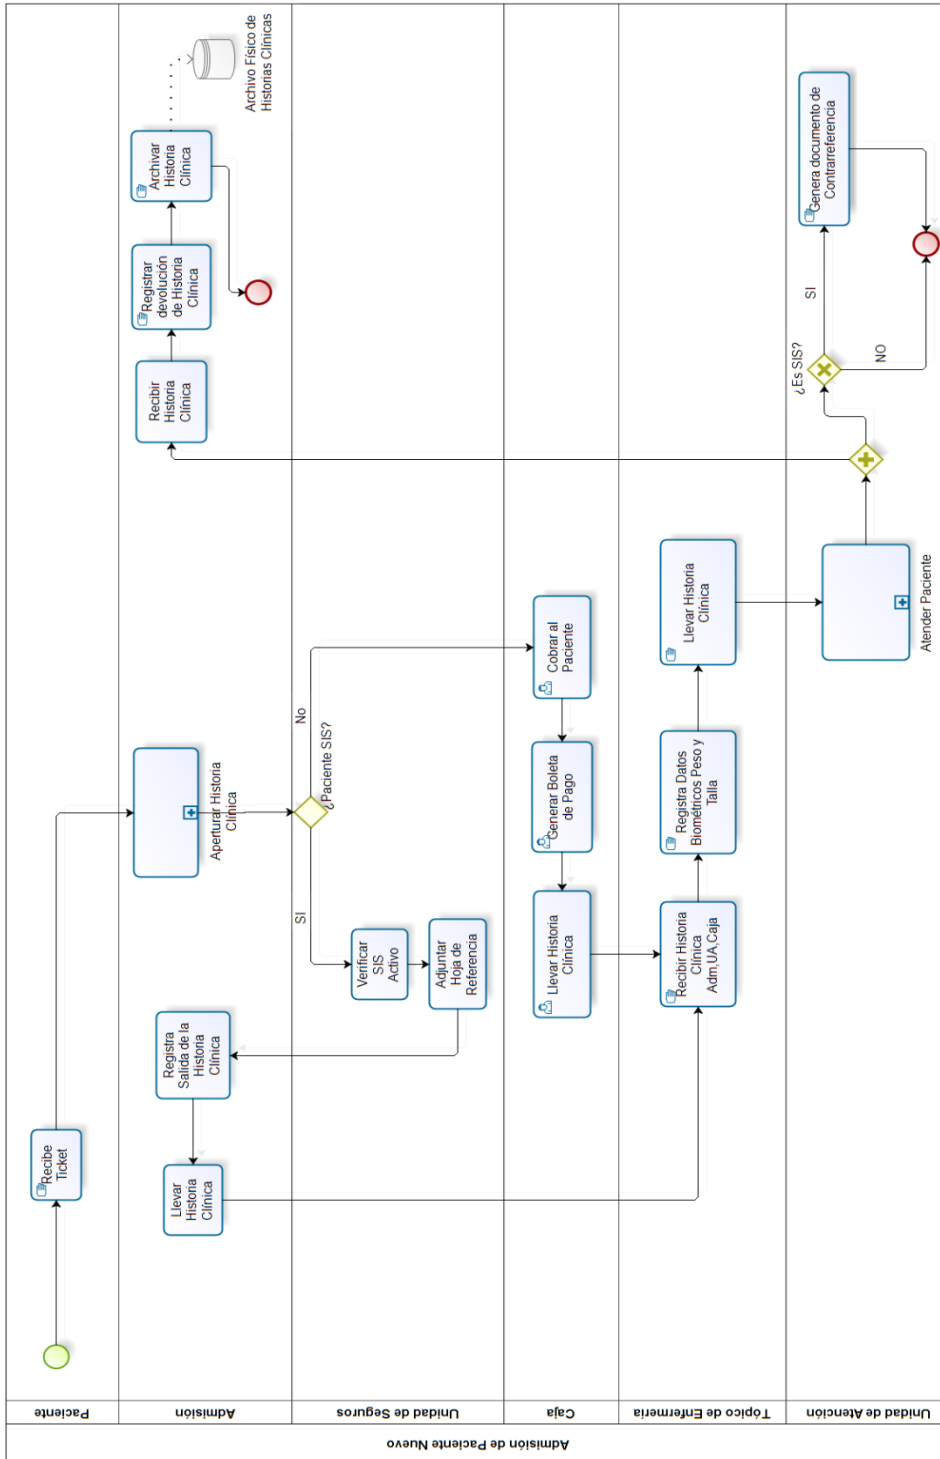 Admisión de Paciente Nuevo
Paciente
Recibe
Ticket
Admisión
Llevar
Historia
Clínica
Registra
Salida de la
Historia
Clínica
Aperturar Historia
Clínica
Recibir
Historia
Clínica
Registrar
devolución
de Historia
Clínica
Archivar
Historia
Clínica
Archivo Físico de
Historias Clínicas
Unidad de Seguros
SI
¿Paciente SIS?
No
Verificar
SIS
Activo
Adjuntar
Hoja de
Referencia
Caja
Llevar Historia
Clínica
Generar Boleta
de Pago
Cobrar al
Paciente
Tópico de Enfermeria
Recibir Historia
Clínica
Adm,UA,Caja
Registra Datos
Biométricos Peso y
Talla
Llevar Historia
Clínica
Unidad de Atención
Atender Paciente
¿Es SIS?
SI
NO
Genera documento de
Contrarreferencia